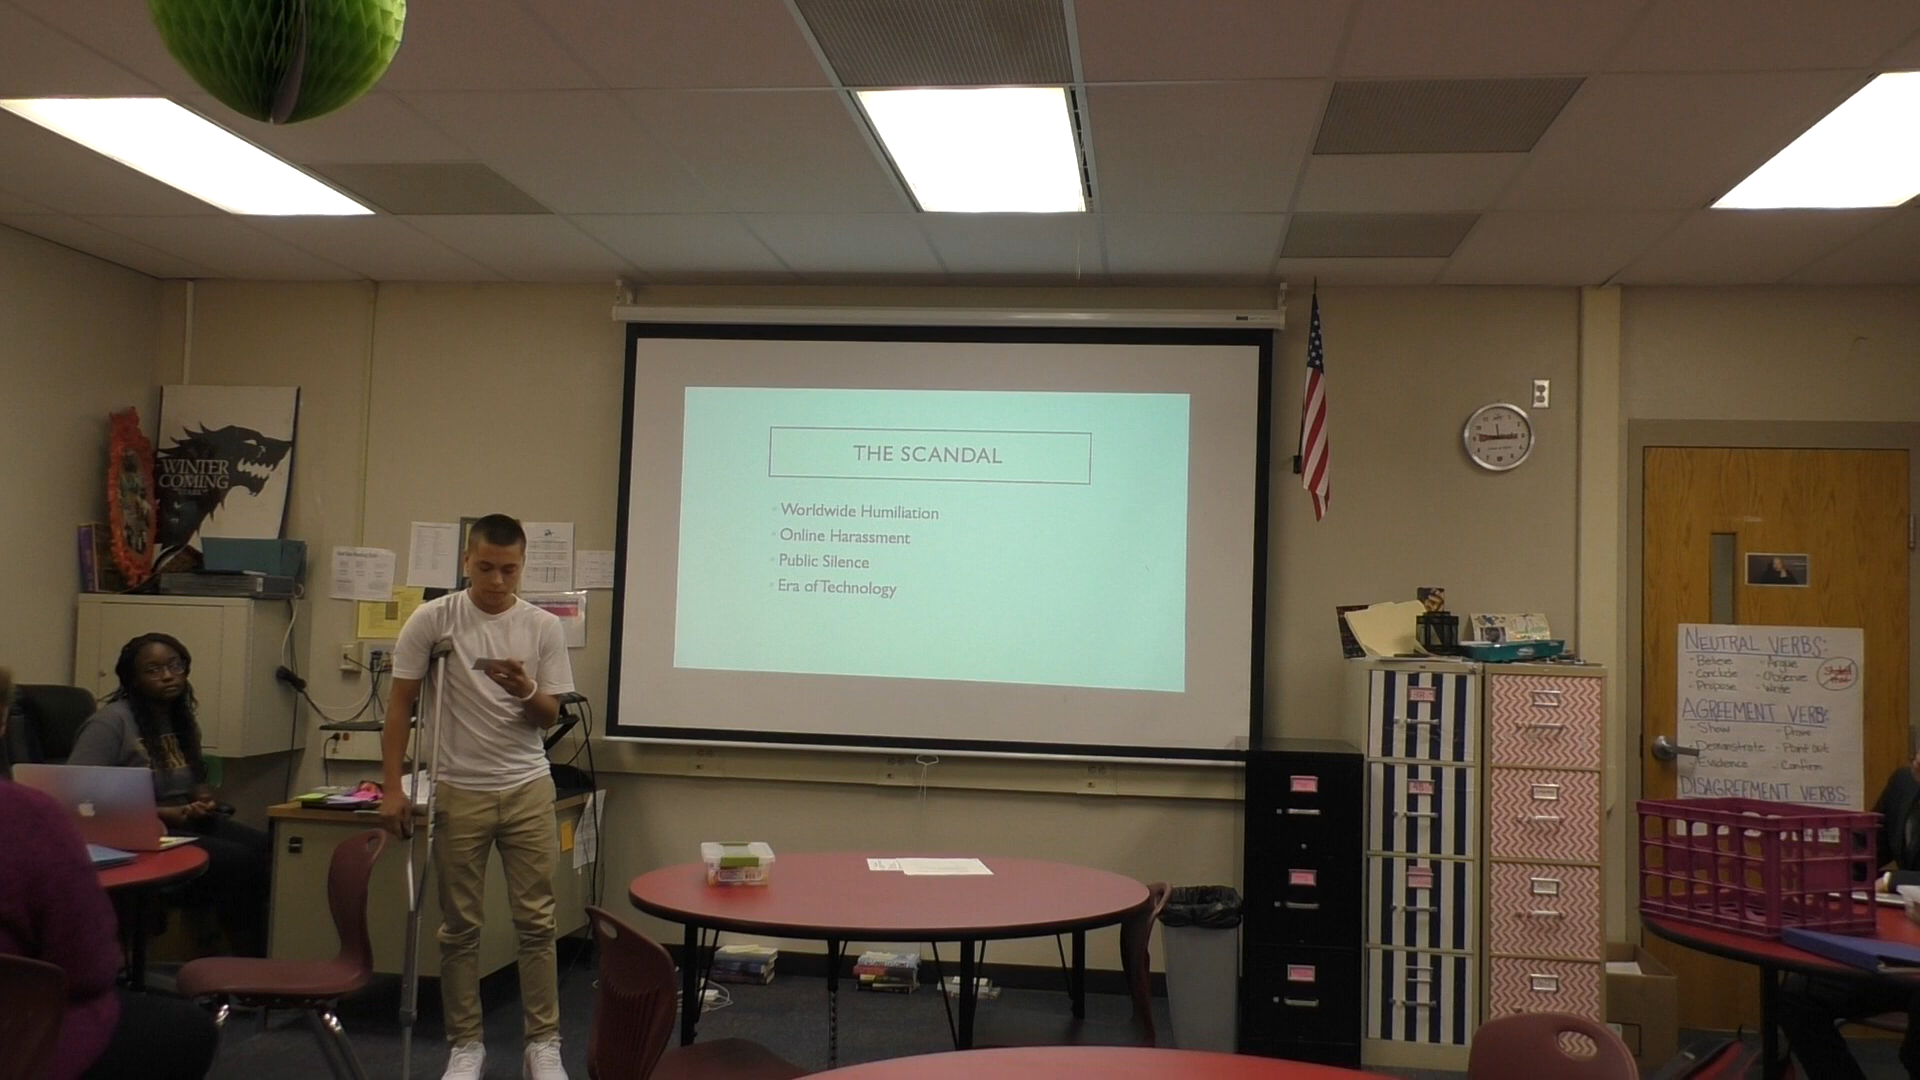 WINTER
COMING
THE SCANDAL
Worldwide Humiliation
Online Harassment
Public Silence
Era of Technology
NEUTRAL VERBS:
- Believe - Argue
- Conclude - Observe
- Propose - Write
AGREEMENT VERBS:
- Show - Prove
- Demonstrate - Point out
- Evidence - Confirm
DISAGREEMENT VERBS: